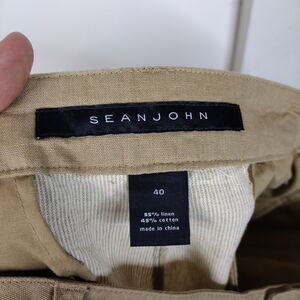 SEANJOHN
40
55% linen
45% cotton
made in china